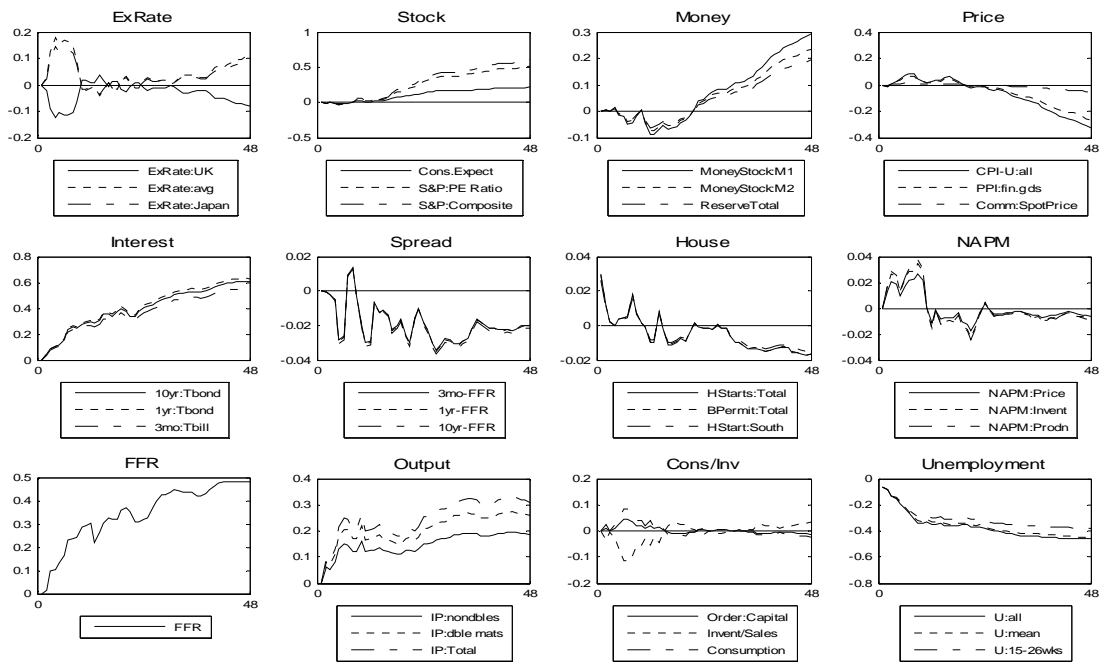 ExRate
0.2
0.1
0
-0.1
-0.2
0
48
ExRate:UK
ExRate:avg
ExRate:Japan
Stock
1
0.5
0
-0.5
0
48
Cons.Expect
S&P:PE Ratio
S&P:Composite
Money
0.3
0.2
0.1
0
-0.1
0
48
MoneyStockM1
MoneyStockM2
ReserveTotal
Price
0.4
0.2
0
-0.2
-0.4
0
48
CPI-U:all
PPI:fin.gds
Comm:SpotPrice
Interest
0.8
0.6
0.4
0.2
0
0
48
10yr:Tbond
1yr:Tbond
3mo:Tbill
Spread
0.02
0
-0.02
-0.04
0
48
3mo-FFR
1yr-FFR
10yr-FFR
House
0.04
0.02
0
-0.02
0
48
HStarts:Total
BPermit:Total
HStart:South
NAPM
0.04
0.02
0
-0.02
-0.04
0
48
NAPM:Price
NAPM:Invent
NAPM:Prodn
FFR
0.5
0.4
0.3
0.2
0.1
0
0
48
FFR
Output
0.4
0.3
0.2
0.1
0
0
48
IP:nondbles
IP:dble mats
IP:Total
Cons/Inv
0.2
0.1
0
-0.1
-0.2
0
48
Order:Capital
Invent/Sales
Consumption
Unemployment
0
-0.2
-0.4
-0.6
-0.8
0
48
U:all
U:mean
U:15-26wks